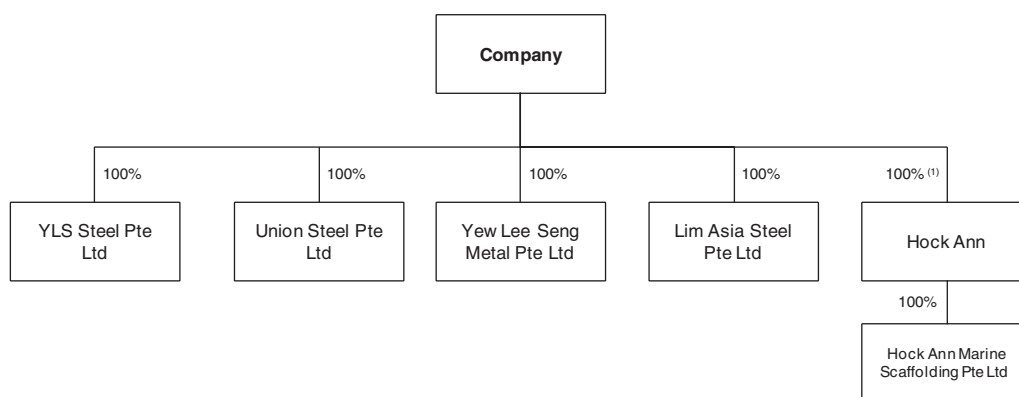 Company
100%
100%
100%
100%
100% (1)
YLS Steel Pte
Ltd
Union Steel Pte
Ltd
Yew Lee Seng
Metal Pte Ltd
Lim Asia Steel
Pte Ltd
Hock Ann
100%
Hock Ann Marine
Scaffolding Pte Ltd